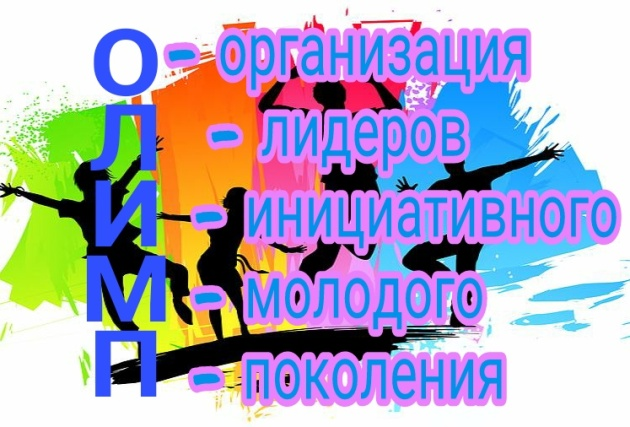 О - организация
Л - лидеров
И - инициативного
М - молодого
П - поколения